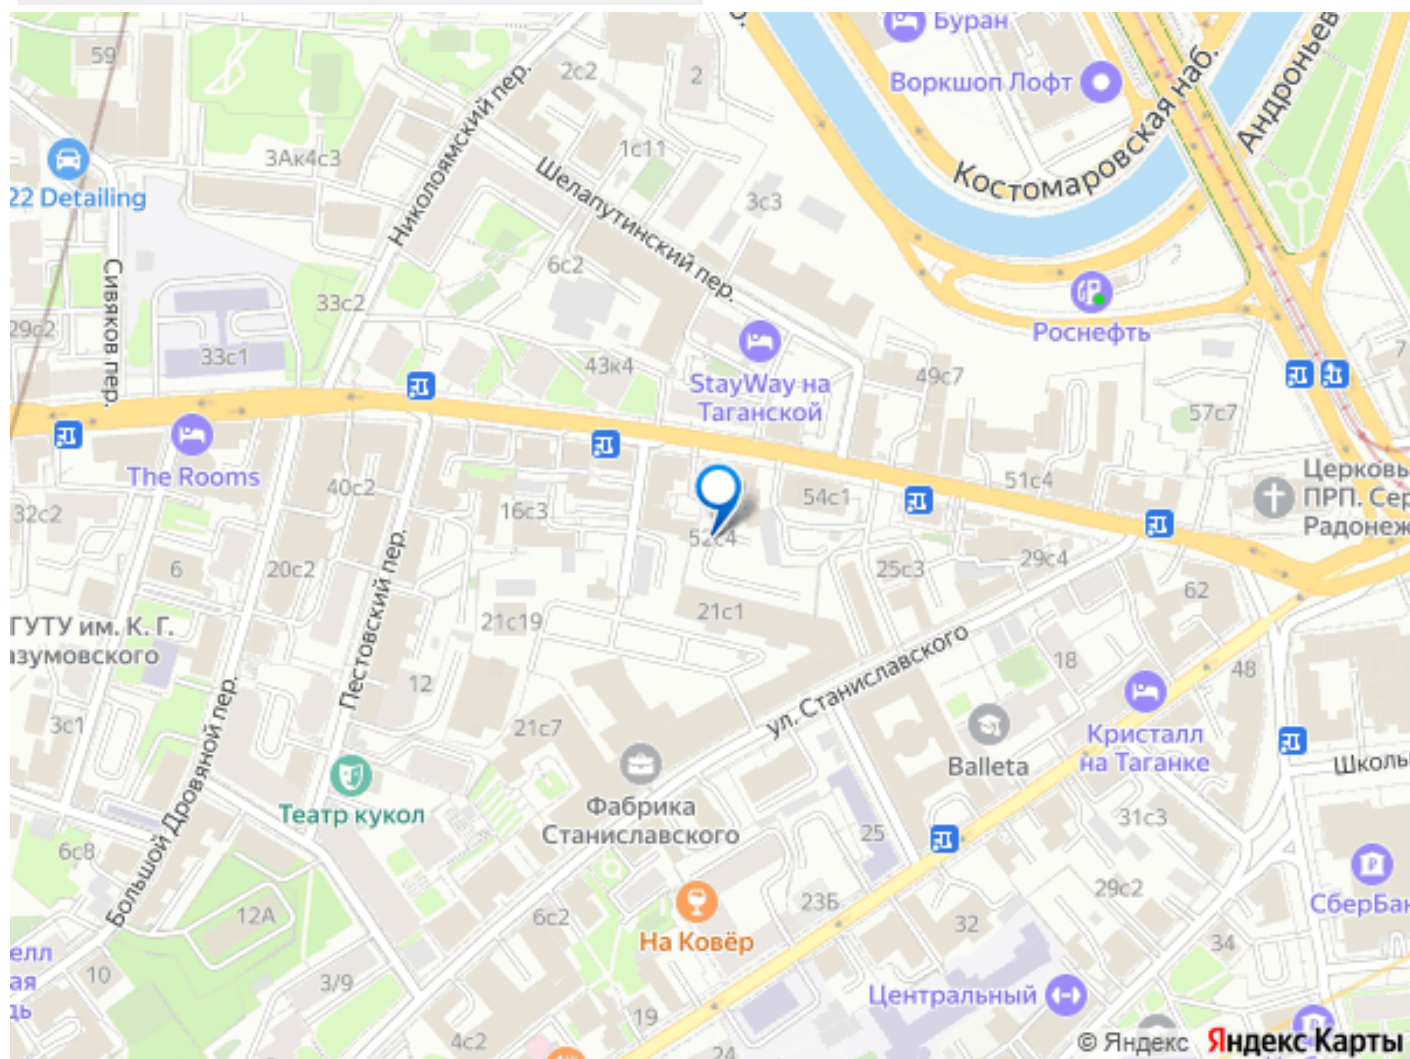 Буран
59
2с2
2
Воркшоп Лофт
Андроньев
Николоямский пер.
1с11
3Ак4с3
Шелапутинский пер.
Костомаровская наб.
22 Detailing
3с3
6с2
Сивяков пер.
33с2
Роснефть
29с2
33с1
43к4
StayWay на
Таганской
49с7
7
57с7
The Rooms
40с2
16с3
54с1
51с4
Церковь
ПРП. Сер
Радонеж
32с2
52с4
6
20с2
Пестовский пер.
25с3
29с4
62
21с19
21с1
ГУТУ им. К. Г.
азумовского
12
ул. Станиславского
18
48
3с1
Большой Дровяной пер.
21с7
Balleta
Кристалл
на Таганке
Школы
Театр кукол
Фабрика
Станиславского
25
31с3
6с8
29с2
12А
6с2
23Б
На Ковёр
32
СберБан
34
елл
ая
дь
10
3/9
Центральный
19
4с2
24
© Яндекс Яндекс Карты